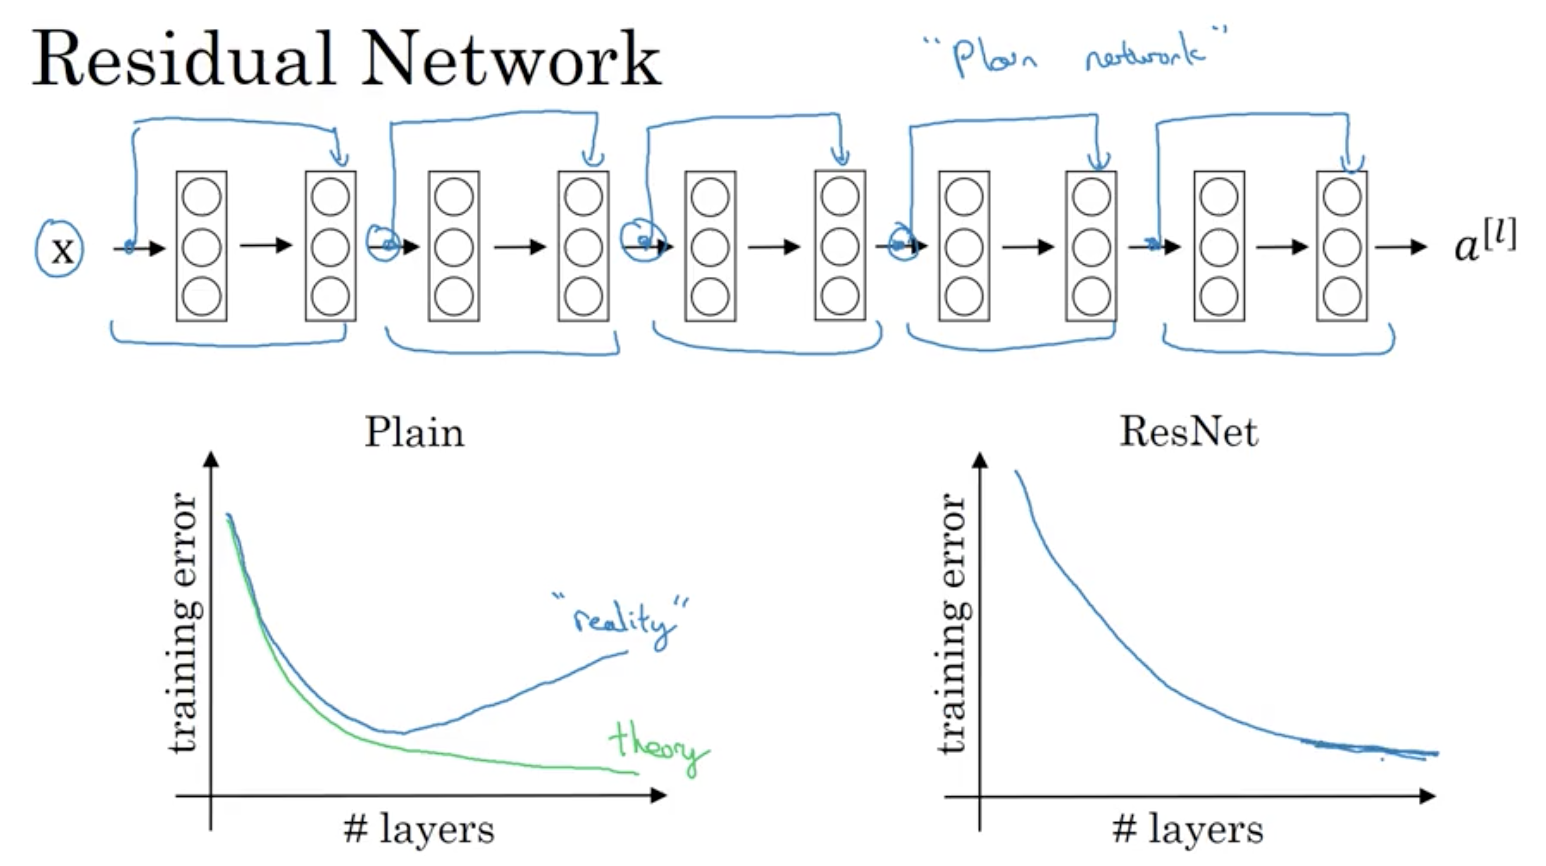 Residual Network
"Plain network"
x
a[l]
Plain
ResNet
training error
"reality"
theory
# layers
training error
# layers